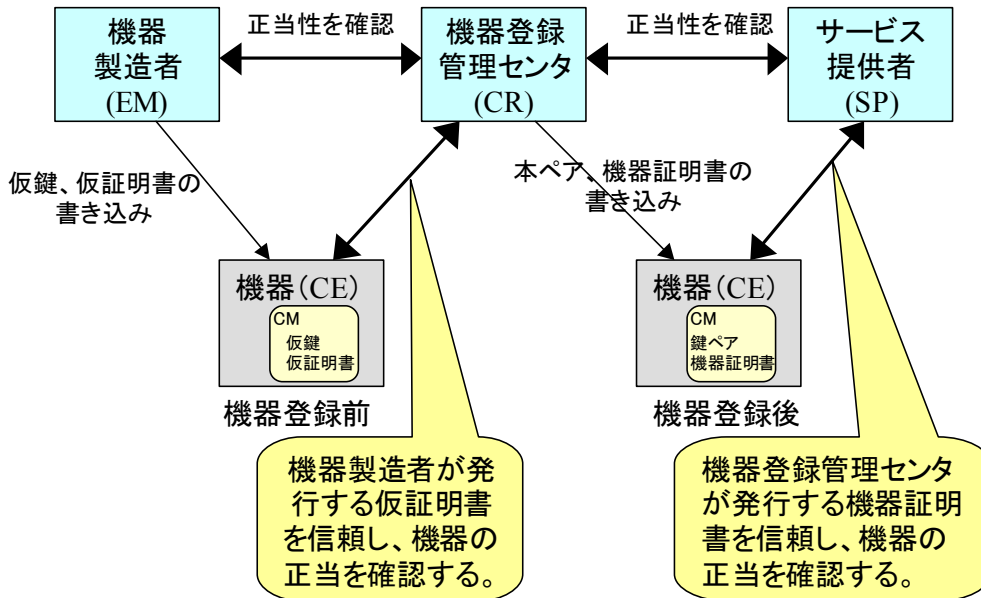 機器
製造者
(EM)
正当性を確認
機器登録
管理センタ
(CR)
正当性を確認
サービス
提供者
(SP)
仮鍵、仮証明書の
書き込み
本ペア、機器証明書の
書き込み
機器(CE)
CM
仮鍵
仮証明書
機器登録前
機器(CE)
CM
鍵ペア
機器証明書
機器登録後
機器製造者が発
行する仮証明書
を信頼し、機器の
正当を確認する。
機器登録管理センタ
が発行する機器証明
書を信頼し、機器の
正当を確認する。